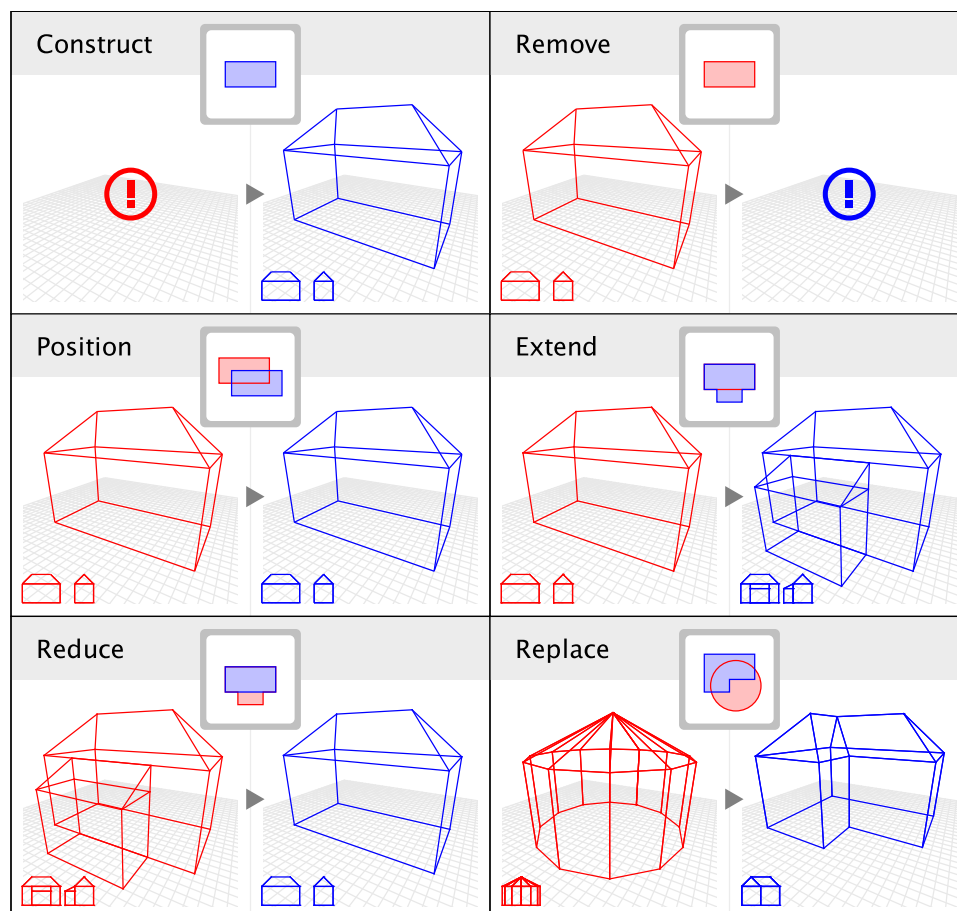 Construct
Remove
Position
Extend
Reduce
Replace